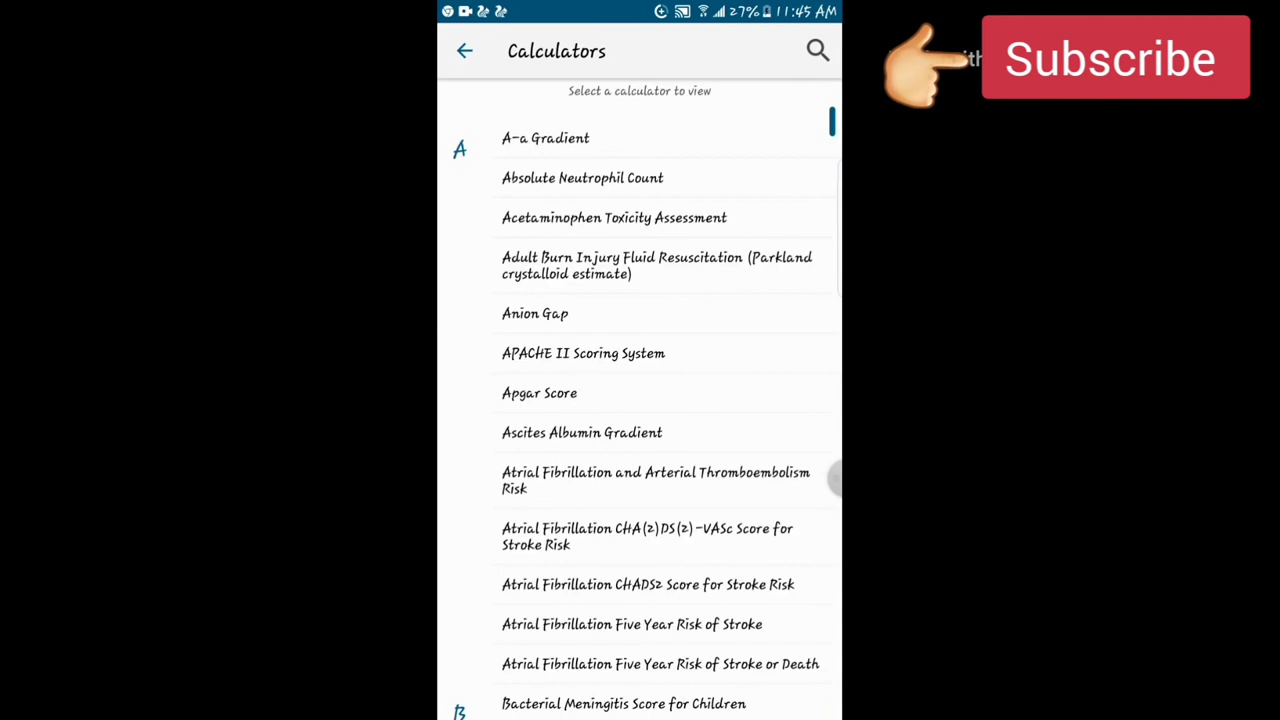 27% 11:45 AM
Calculators
Subscribe
Select a calculator to view
A
A-a Gradient
Absolute Neutrophil Count
Acetaminophen Toxicity Assessment
Adult Burn Injury Fluid Resuscitation (Parkland
crystalloid estimate)
Anion Gap
APACHE II Scoring System
Apgar Score
Ascites Albumin Gradient
Atrial Fibrillation and Arterial Thromboembolism
Risk
Atrial Fibrillation CHA(2)DS(2)-VASc Score for
Stroke Risk
Atrial Fibrillation CHADS2 Score for Stroke Risk
Atrial Fibrillation Five Year Risk of Stroke
Atrial Fibrillation Five Year Risk of Stroke or Death
B
Bacterial Meningitis Score for Children